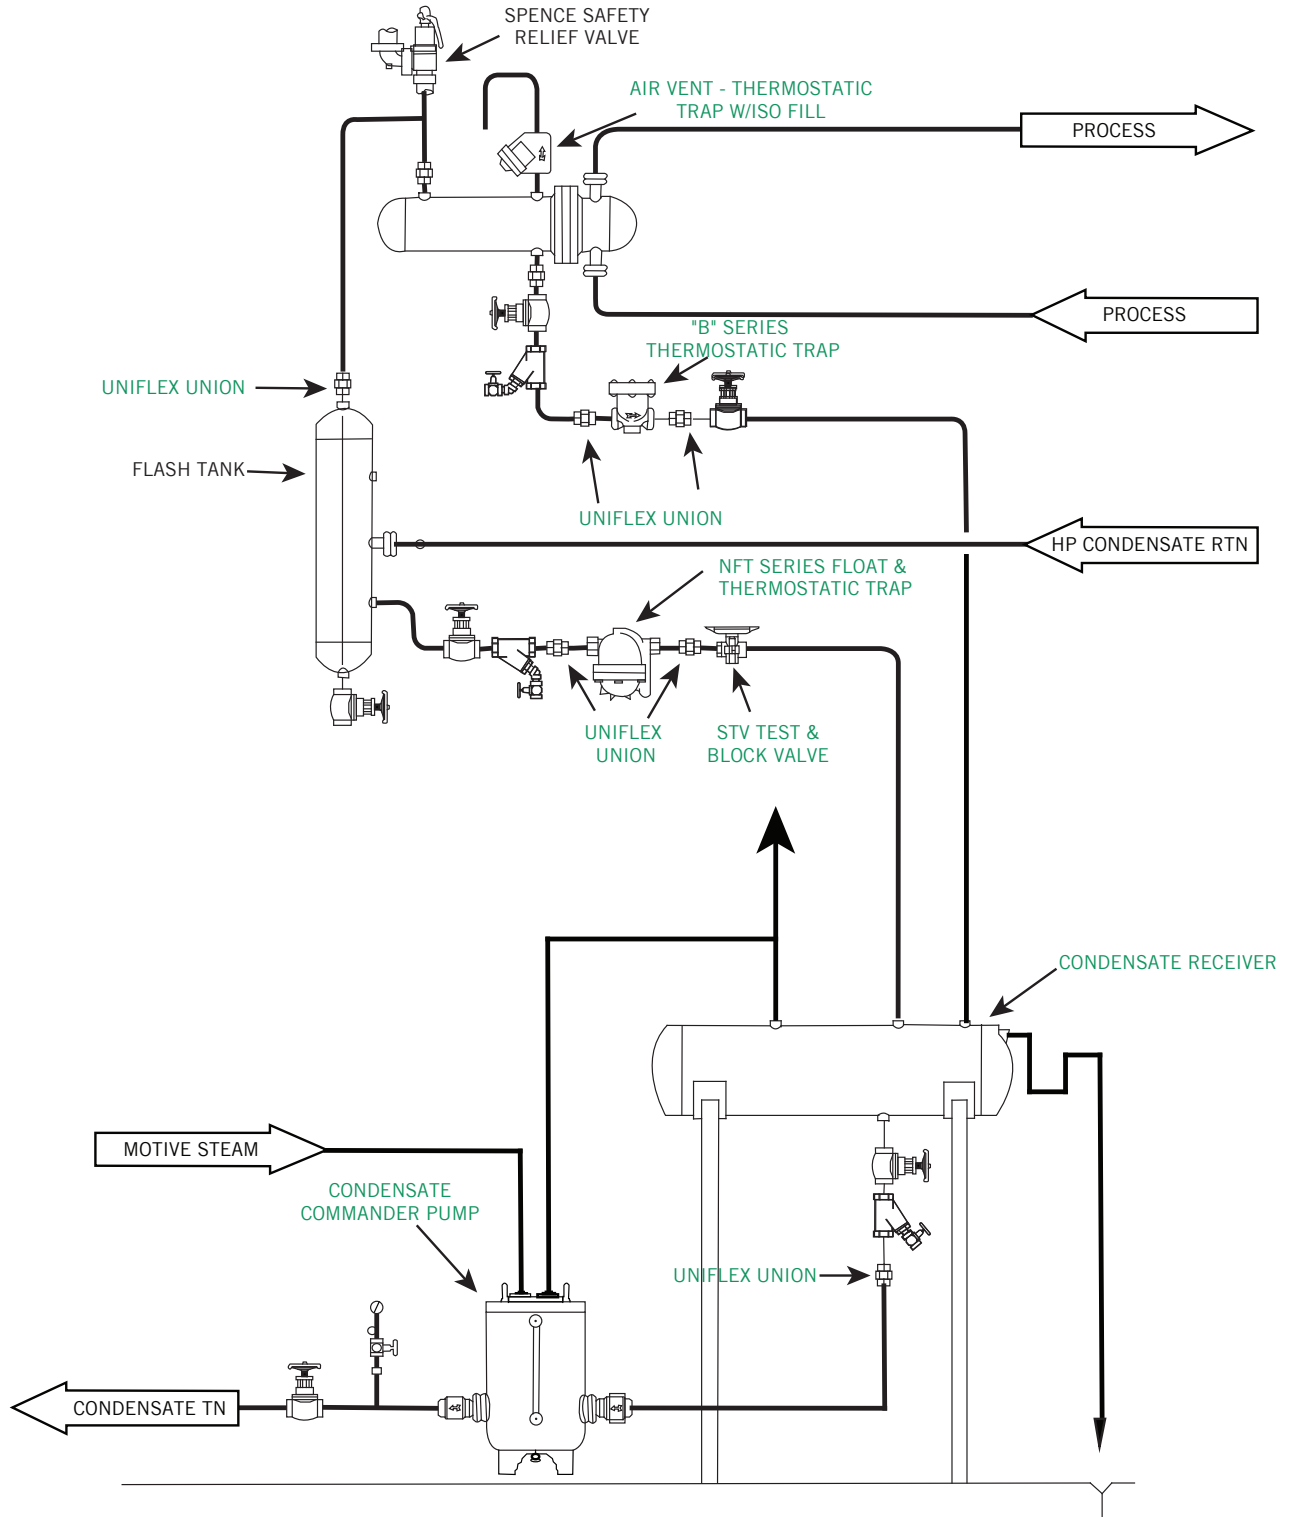 SPENCE SAFETY
RELIEF VALVE
AIR VENT - THERMOSTATIC
TRAP W/ISO FILL
PROCESS
PROCESS
"B" SERIES
THERMOSTATIC TRAP
UNIFLEX UNION
FLASH TANK
UNIFLEX UNION
HP CONDENSATE RTN
NFT SERIES FLOAT &
THERMOSTATIC TRAP
UNIFLEX
UNION
STV TEST &
BLOCK VALVE
CONDENSATE RECEIVER
MOTIVE STEAM
CONDENSATE
COMMANDER PUMP
UNIFLEX UNION
CONDENSATE TN